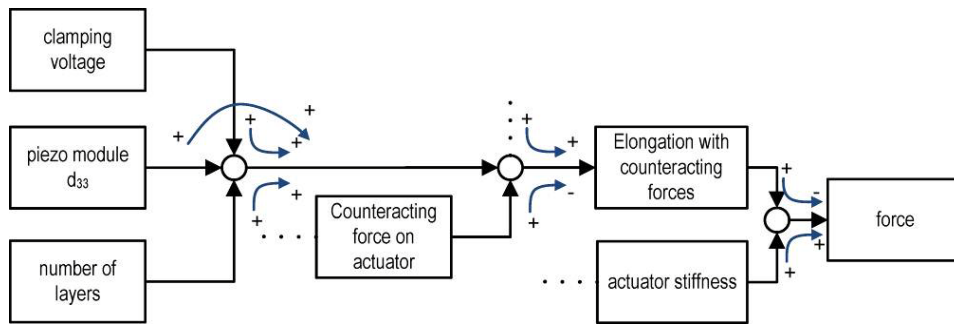 clamping
voltage
piezo module
d33
number of
layers
+ + + + + +
+ +
Counteracting
force on
actuator
+ + + -
Elongation with
counteracting
forces
actuator stiffness
+ - + +
force